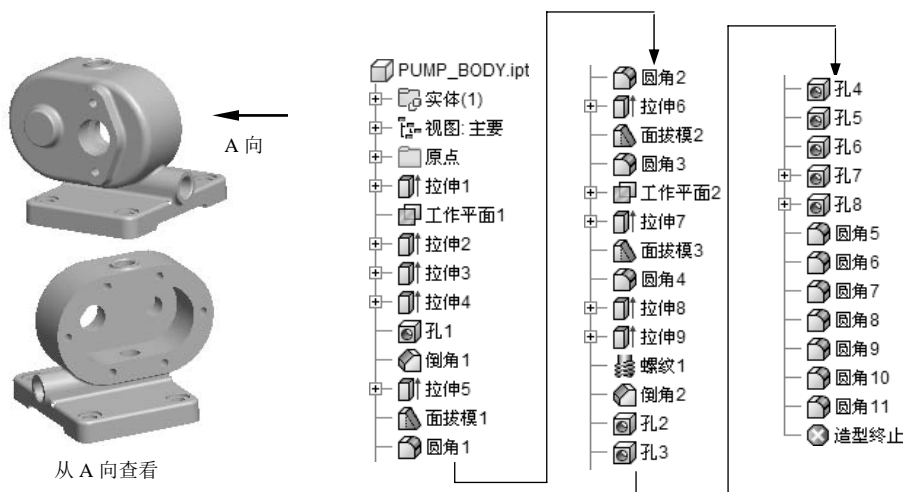 A 向
从 A 向查看
PUMP_BODY.ipt
实体(1)
视图: 主要
原点
拉伸1
工作平面1
拉伸2
拉伸3
拉伸4
孔1
倒角1
拉伸5
面拔模1
圆角1
圆角2
拉伸6
面拔模2
圆角3
工作平面2
拉伸7
面拔模3
圆角4
拉伸8
拉伸9
螺纹1
倒角2
孔2
孔3
孔4
孔5
孔6
孔7
孔8
圆角5
圆角6
圆角7
圆角8
圆角9
圆角10
圆角11
造型终止